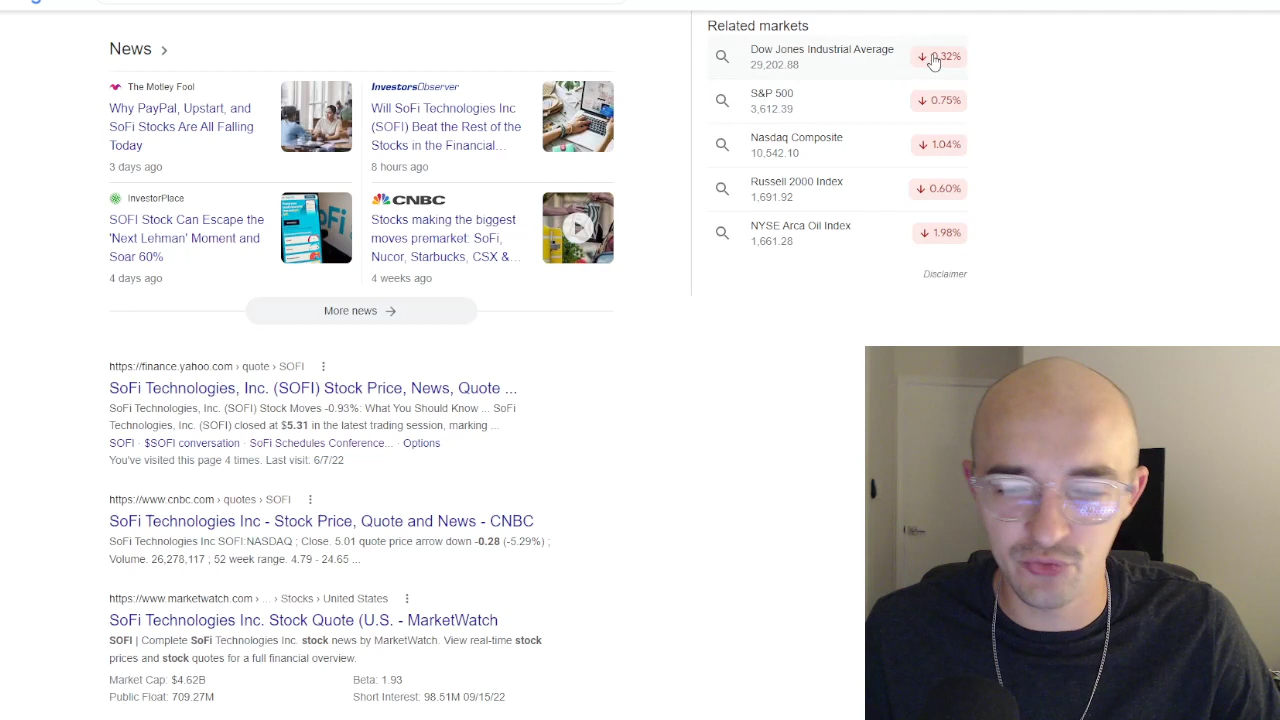 News >
The Motley Fool
Why PayPal, Upstart, and
SoFi Stocks Are All Falling
Today
3 days ago
InvestorsObserver
Will SoFi Technologies Inc
(SOFI) Beat the Rest of the
Stocks in the Financial...
8 hours ago
InvestorPlace
SOFI Stock Can Escape the
'Next Lehman' Moment and
Soar 60%
4 days ago
CNBC
Stocks making the biggest
moves premarket: SoFi,
Nucor, Starbucks, CSX &...
4 weeks ago
More news →
https://finance.yahoo.com › quote › SOFI
SoFi Technologies, Inc. (SOFI) Stock Price, News, Quote ...
SoFi Technologies, Inc. (SOFI) Stock Moves -0.93%: What You Should Know ... SoFi
Technologies, Inc. (SOFI) closed at $5.31 in the latest trading session, marking ...
SOFI · $SOFI conversation · SoFi Schedules Conference... · Options
You've visited this page 4 times. Last visit: 6/7/22
https://www.cnbc.com › quotes › SOFI
SoFi Technologies Inc - Stock Price, Quote and News - CNBC
SoFi Technologies Inc SOFI:NASDAQ ; Close. 5.01 quote price arrow down -0.28 (-5.29%) ;
Volume. 26,278,117 ; 52 week range. 4.79 - 24.65 ...
https://www.marketwatch.com › ... › Stocks › United States
SoFi Technologies Inc. Stock Quote (U.S. - MarketWatch
SOFI | Complete SoFi Technologies Inc. stock news by MarketWatch. View real-time stock
prices and stock quotes for a full financial overview.
Market Cap: $4.62B Beta: 1.93
Public Float: 709.27M Short Interest: 98.51M 09/15/22
Related markets
Dow Jones Industrial Average
29,202.88
↓ 0.32%
S&P 500
3,612.39
↓ 0.75%
Nasdaq Composite
10,542.10
↓ 1.04%
Russell 2000 Index
1,691.92
↓ 0.60%
NYSE Arca Oil Index
1,661.28
↓ 1.98%
Disclaimer